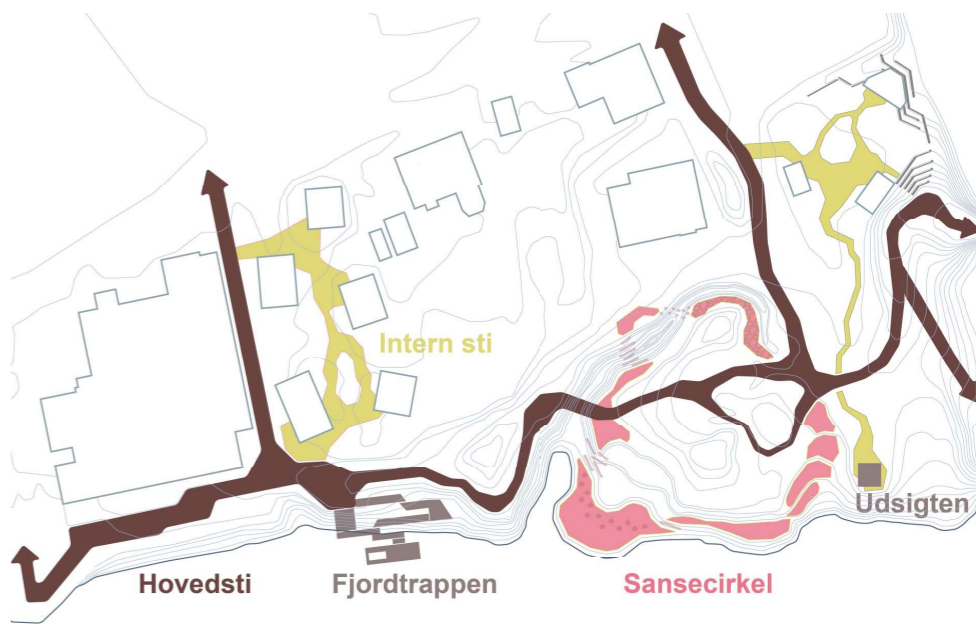 Intern sti
Udsigten
Hovedsti
Fjordtrappen
Sansecirkel